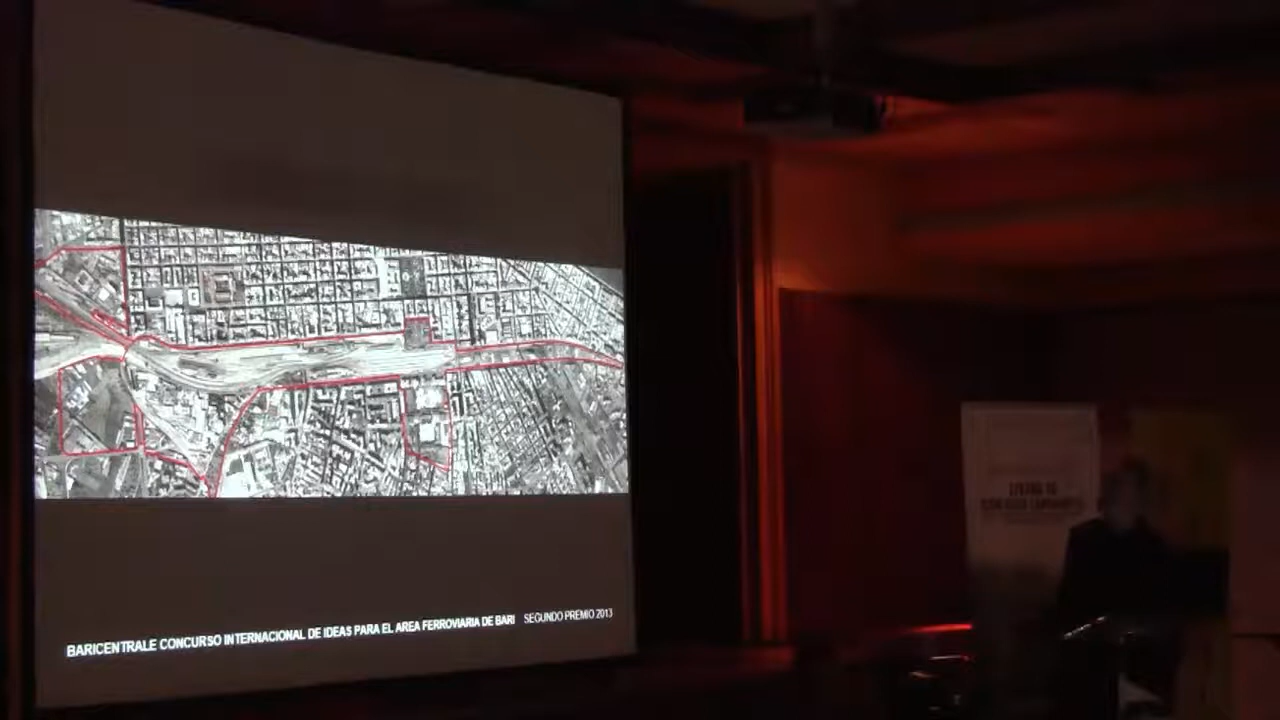 BARICENTRALE CONCURSO INTERNACIONAL DE IDEAS PARA EL AREA FERROVIARIA DE BARI SEGUNDO PREMIO 2013